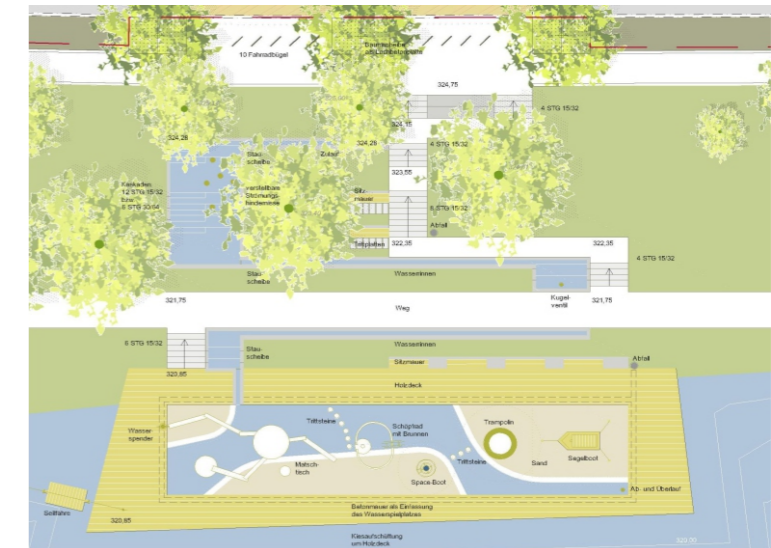 10 Fahrradbügel
324,75
4 STG 15/32
324,25
324,25
324,15
Stau-
scheibe
Zulauf
4 STG 15/32
Kaskaden
12 STG 15/32
bzw.
6 STG 30/64
323,55
verstellbare
Strömungs-
hindernisse
Sitz-
mauer
6 STG 15/32
Abfall
Trittplatten
322,35
322,35
4 STG 15/32
Stau-
scheibe
Wasserrinnen
321,75
Kugel-
ventil
321,75
Weg
6 STG 15/32
Stau-
scheibe
Wasserrinnen
Abfall
Sitzmauer
320,85
Holzdeck
Wasser
spender
Trittsteine
Schöpfrad
mit Brunnen
Trampolin
Matsch-
tisch
Trittsteine
Sand
Segelboot
Space-Boot
Ab- und Überlauf
Seilfähre
320,85
Betonmauer als Einfassung
des Wasserspielplatzes
Kiesaufschüttung
um Holzdeck